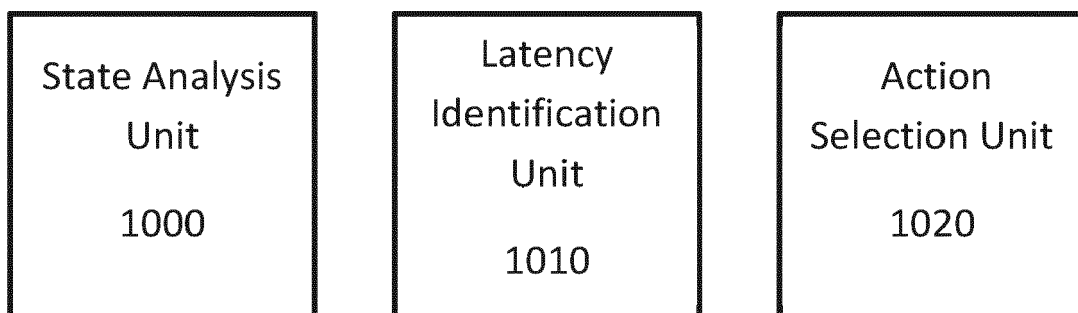 State Analysis
Unit
1000
Latency
Identification
Unit
1010
Action
Selection Unit
1020